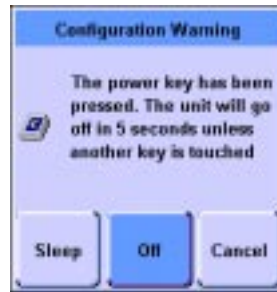 Configuration Warning
The power key has been
pressed. The unit will go
off in 5 seconds unless
another key is touched
Sleep
Off
Cancel